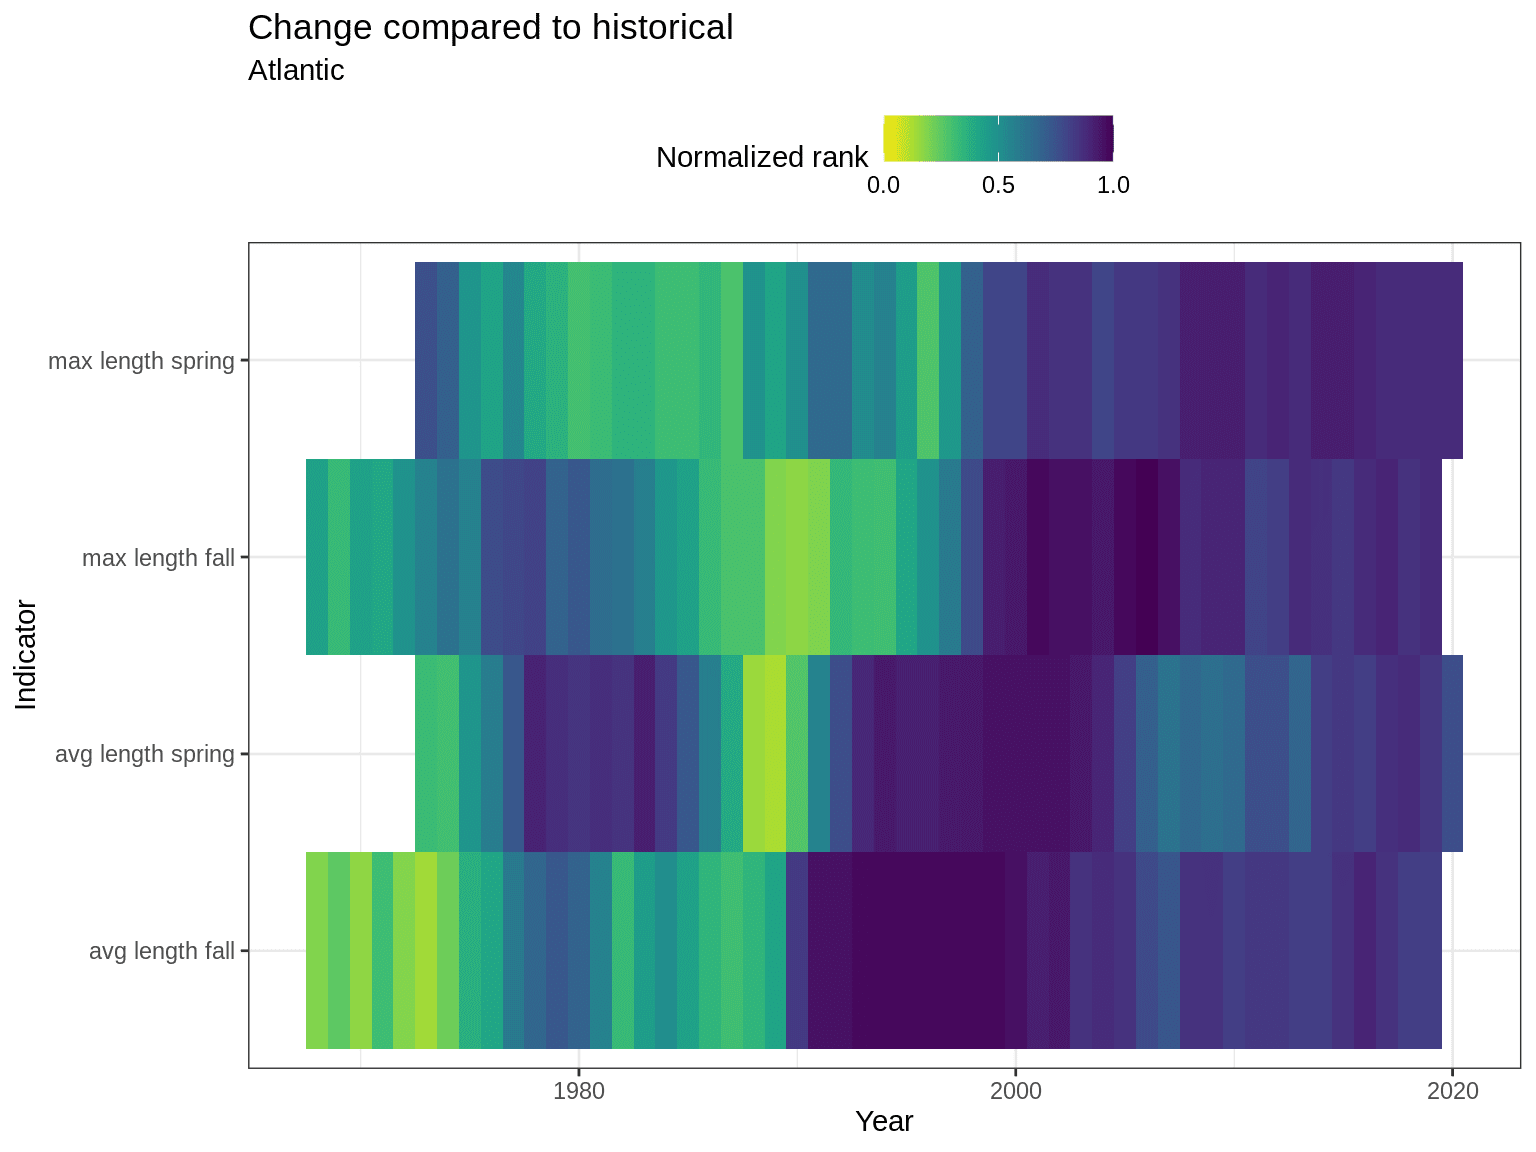 Change compared to historical
Atlantic
Normalized rank
0.0 0.5 1.0
max length spring
max length fall
avg length spring
avg length fall
Indicator
1980 2000 2020
Year